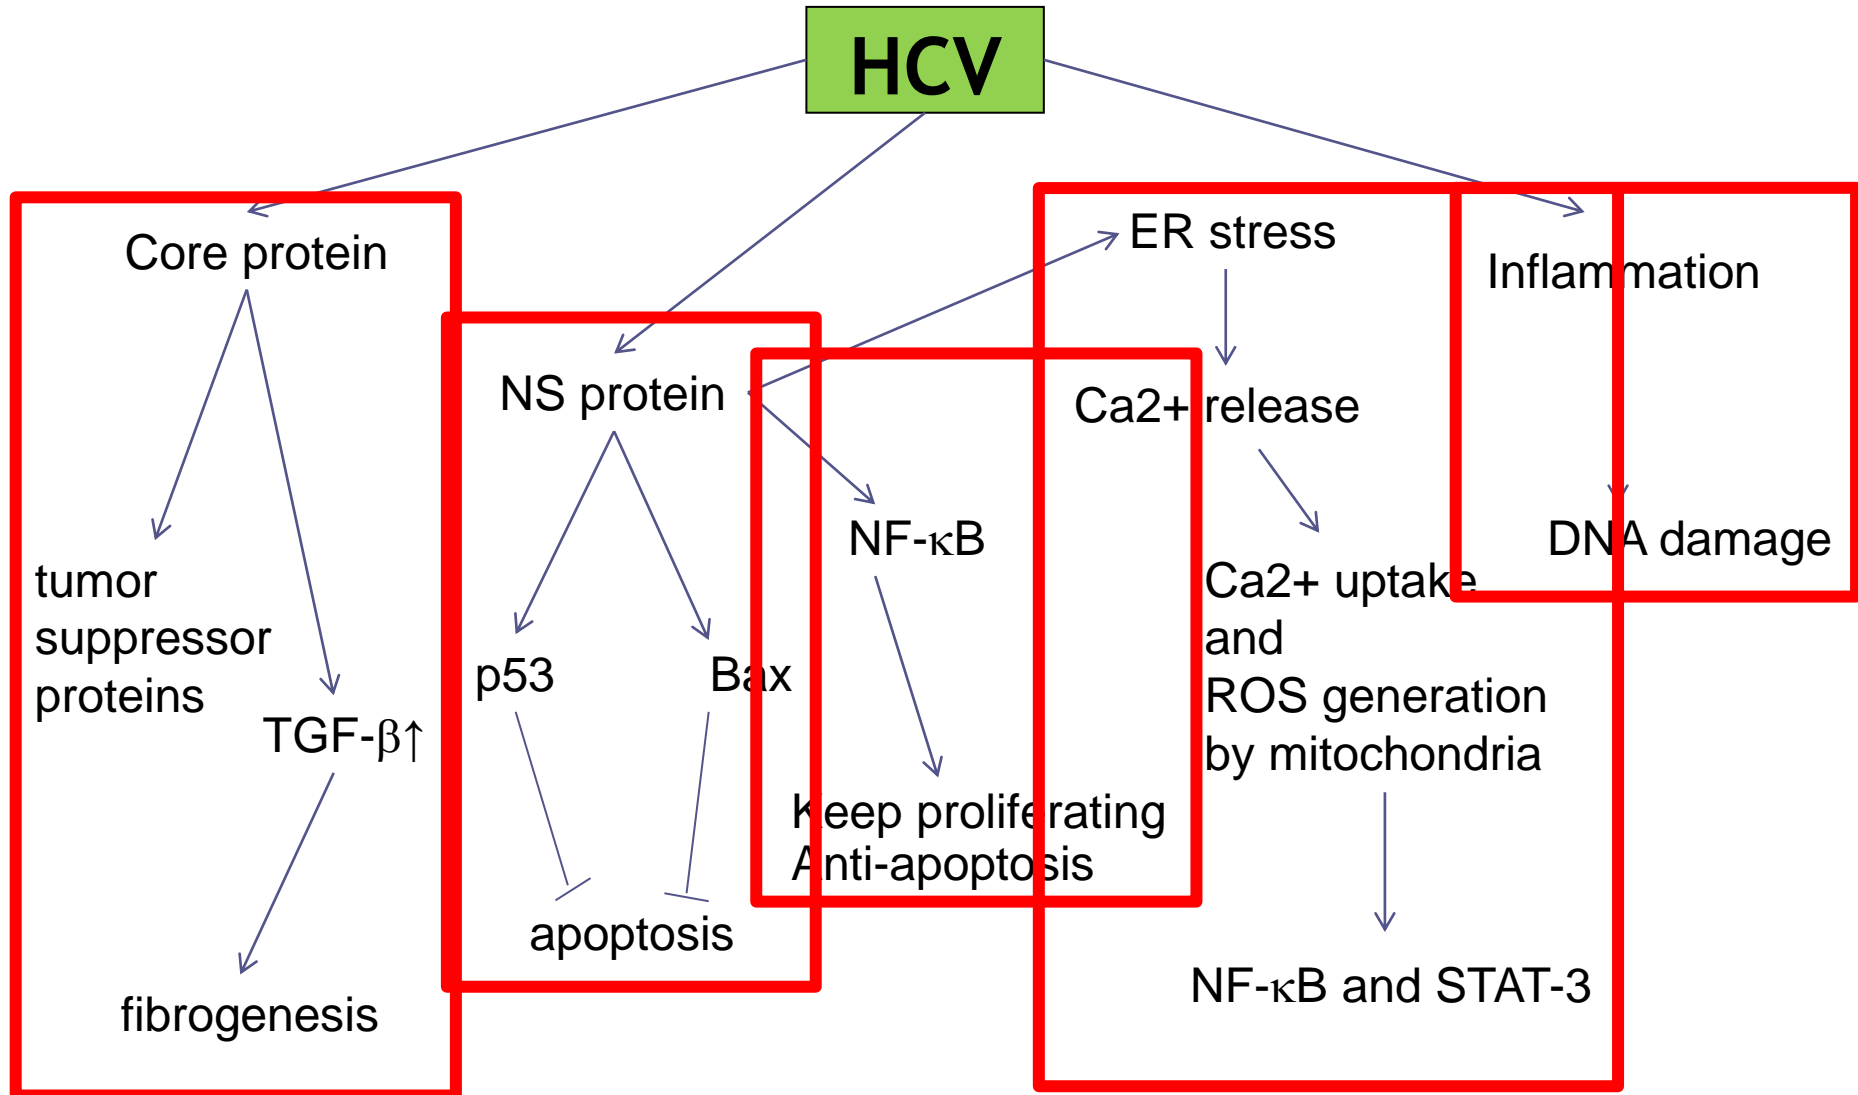 HCV
Core protein
tumor
suppressor
proteins
TGF-β↑
fibrogenesis
NS protein
p53
Bax
apoptosis
NF-κB
Keep proliferating
Anti-apoptosis
ER stress
Ca2+ release
Ca2+ uptake
and
ROS generation
by mitochondria
NF-κB and STAT-3
Inflammation
DNA damage